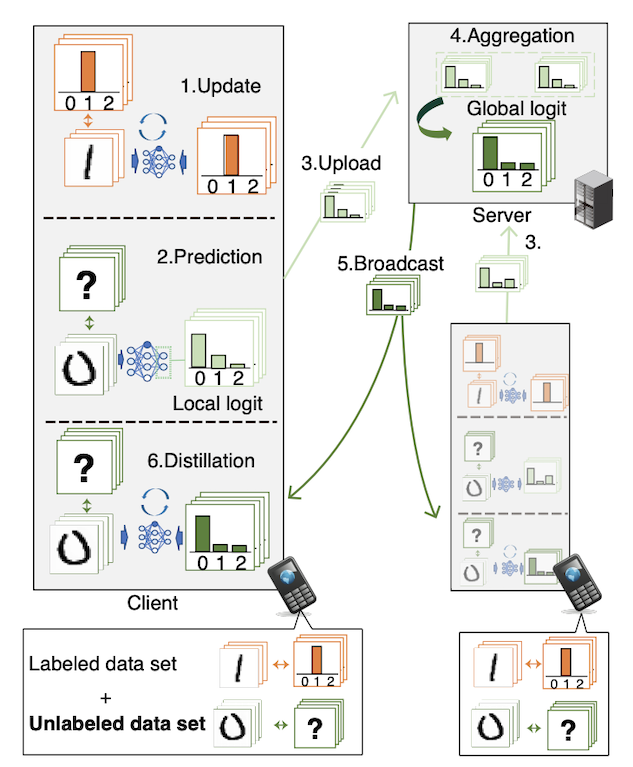 1.Update
0 1 2
0 1 2
2.Prediction
?
0 1 2
Local logit
6.Distillation
?
0 1 2
Client
3.Upload
4.Aggregation
Global logit
0 1 2
Server
3.
5.Broadcast
?
?
Labeled data set
0 1 2
+
Unlabeled data set
?
0 1 2
?